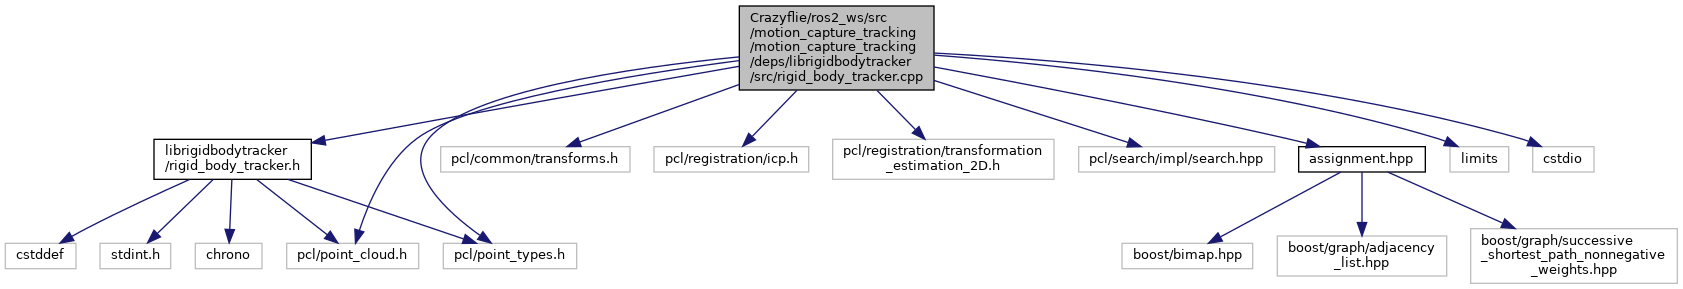 Crazyflie/ros2_ws/src
/motion_capture_tracking
/motion_capture_tracking
/deps/librigidbodytracker
/src/rigid_body_tracker.cpp
librigidbodytracker
/rigid_body_tracker.h
pcl/common/transforms.h
pcl/registration/icp.h
pcl/registration/transformation
_estimation_2D.h
pcl/search/impl/search.hpp
assignment.hpp
limits
cstdio
cstddef
stdint.h
chrono
pcl/point_cloud.h
pcl/point_types.h
boost/bimap.hpp
boost/graph/adjacency
_list.hpp
boost/graph/successive
_shortest_path_nonnegative
_weights.hpp